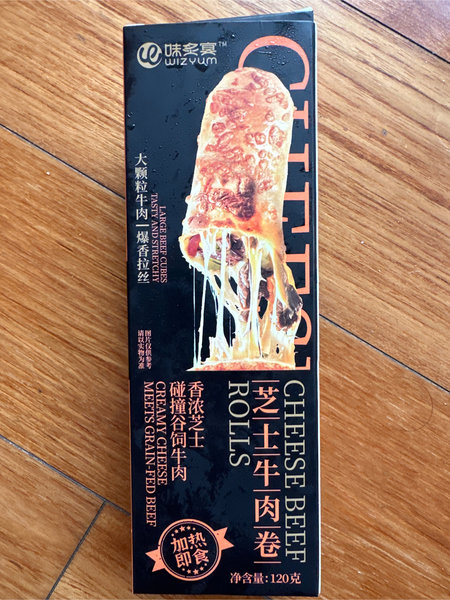 味多宴™
WIZYUM
大颗粒牛肉|爆香拉丝
LARGE BEEF CUBES
TASTY AND STRETCHY
图片仅供参考
请以实物为准
CHEESE BEEF
ROLLS
芝士牛肉卷
香浓芝士
碰撞谷饲牛肉
CREAMY CHEESE
MEETS GRAIN-FED BEEF
加热
即食
净含量:120克